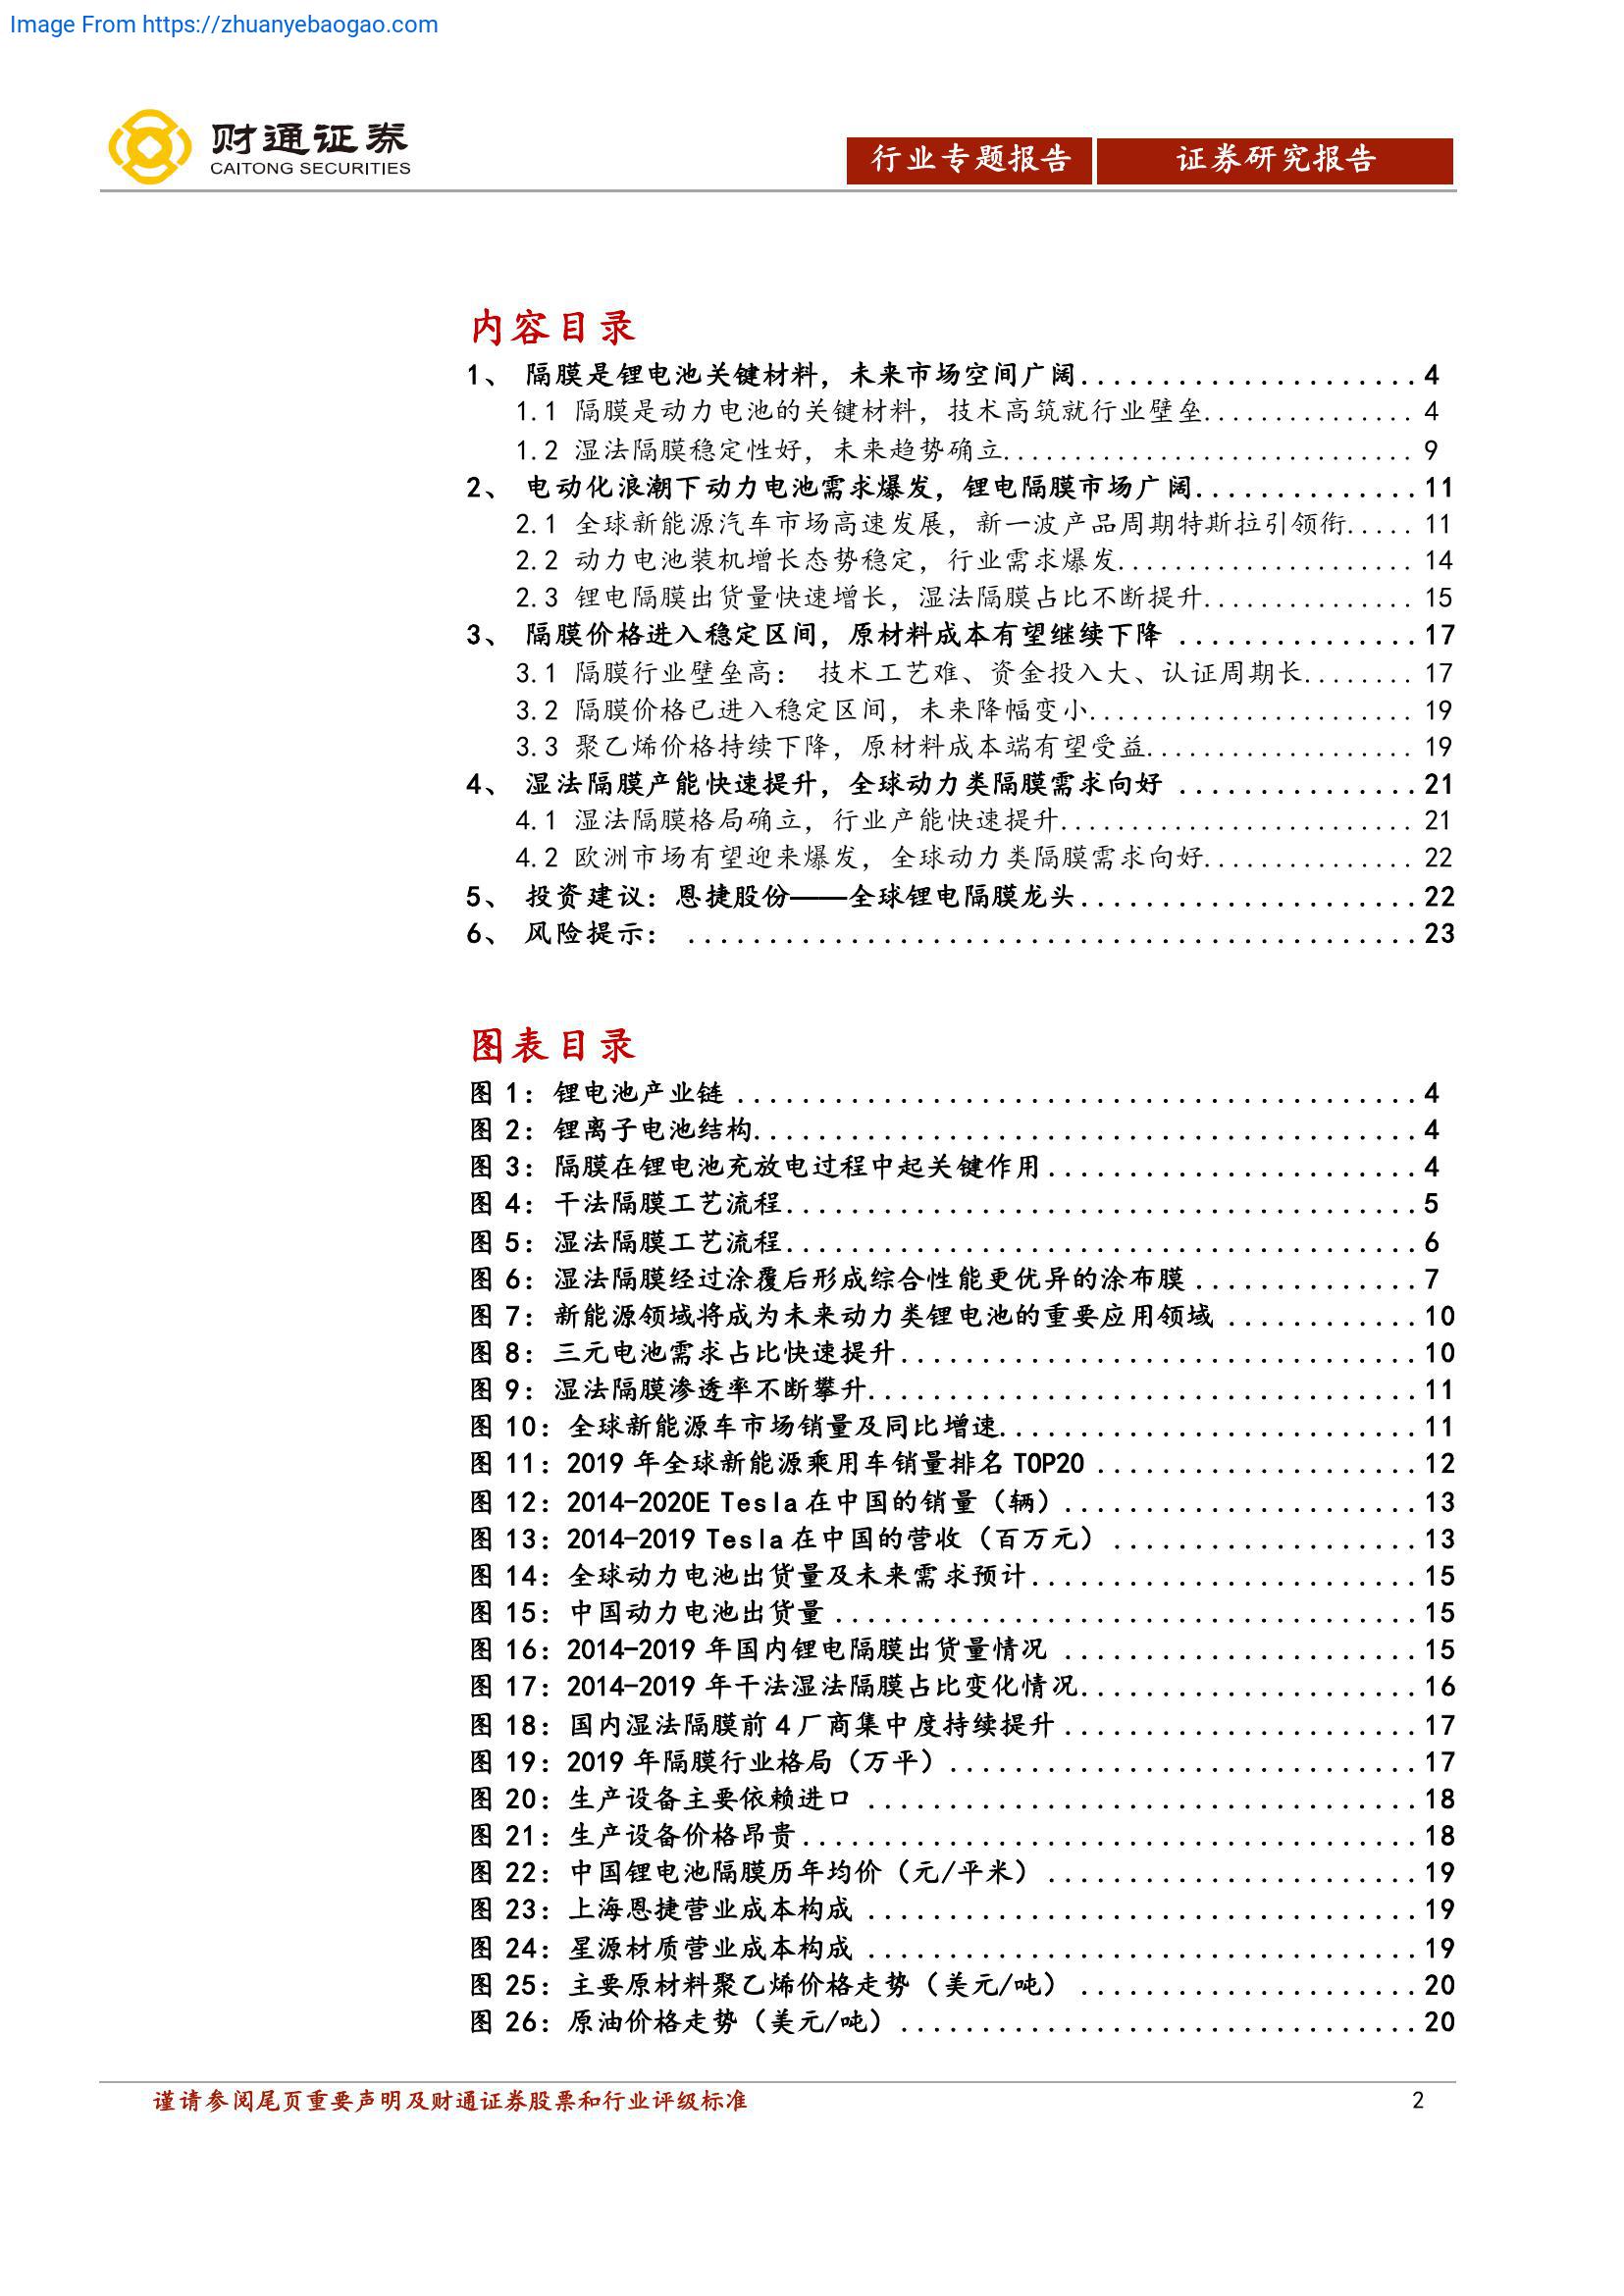 Image From https://zhuanyebaogao.com
财通证券
CAITONG SECURITIES
行业专题报告 证券研究报告
内容目录
1、 隔膜是锂电池关键材料，未来市场空间广阔.....................4
1.1 隔膜是动力电池的关键材料，技术高筑就行业壁垒............... 4
1.2 湿法隔膜稳定性好，未来趋势确立............................. 9
2、 电动化浪潮下动力电池需求爆发，锂电隔膜市场广阔..............11
2.1 全球新能源汽车市场高速发展，新一波产品周期特斯拉引领衔..... 11
2.2 动力电池装机增长态势稳定，行业需求爆发..................... 14
2.3 锂电隔膜出货量快速增长，湿法隔膜占比不断提升............... 15
3、 隔膜价格进入稳定区间，原材料成本有望继续下降 ...............17
3.1 隔膜行业壁垒高： 技术工艺难、资金投入大、认证周期长........ 17
3.2 隔膜价格已进入稳定区间，未来降幅变小....................... 19
3.3 聚乙烯价格持续下降，原材料成本端有望受益................... 19
4、 湿法隔膜产能快速提升，全球动力类隔膜需求向好 ...............21
4.1 湿法隔膜格局确立，行业产能快速提升......................... 21
4.2 欧洲市场有望迎来爆发，全球动力类隔膜需求向好............... 22
5、 投资建议：恩捷股份——全球锂电隔膜龙头.....................22
6、 风险提示： .............................................23
图表目录
图 1：锂电池产业链 ..........................................4
图 2：锂离子电池结构.........................................4
图 3：隔膜在锂电池充放电过程中起关键作用.......................4
图 4：干法隔膜工艺流程.......................................5
图 5：湿法隔膜工艺流程.......................................6
图 6：湿法隔膜经过涂覆后形成综合性能更优异的涂布膜 ..............7
图 7：新能源领域将成为未来动力类锂电池的重要应用领域 ............10
图 8：三元电池需求占比快速提升................................10
图 9：湿法隔膜渗透率不断攀升..................................11
图 10：全球新能源车市场销量及同比增速..........................11
图 11：2019 年全球新能源乘用车销量排名 TOP20 ....................12
图 12：2014-2020E Tesla 在中国的销量（辆）......................13
图 13：2014-2019 Tesla 在中国的营收（百万元） ...................13
图 14：全球动力电池出货量及未来需求预计........................15
图 15：中国动力电池出货量 ....................................15
图 16：2014-2019 年国内锂电隔膜出货量情况 ......................15
图 17：2014-2019 年干法湿法隔膜占比变化情况.....................16
图 18：国内湿法隔膜前 4 厂商集中度持续提升 ......................17
图 19：2019 年隔膜行业格局（万平）.............................17
图 20：生产设备主要依赖进口 ..................................18
图 21：生产设备价格昂贵......................................18
图 22：中国锂电池隔膜历年均价（元/平米） .......................19
图 23：上海恩捷营业成本构成 ..................................19
图 24：星源材质营业成本构成 ..................................19
图 25：主要原材料聚乙烯价格走势（美元/吨） .....................20
图 26：原油价格走势（美元/吨）................................20
谨请参阅尾页重要声明及财通证券股票和行业评级标准 2